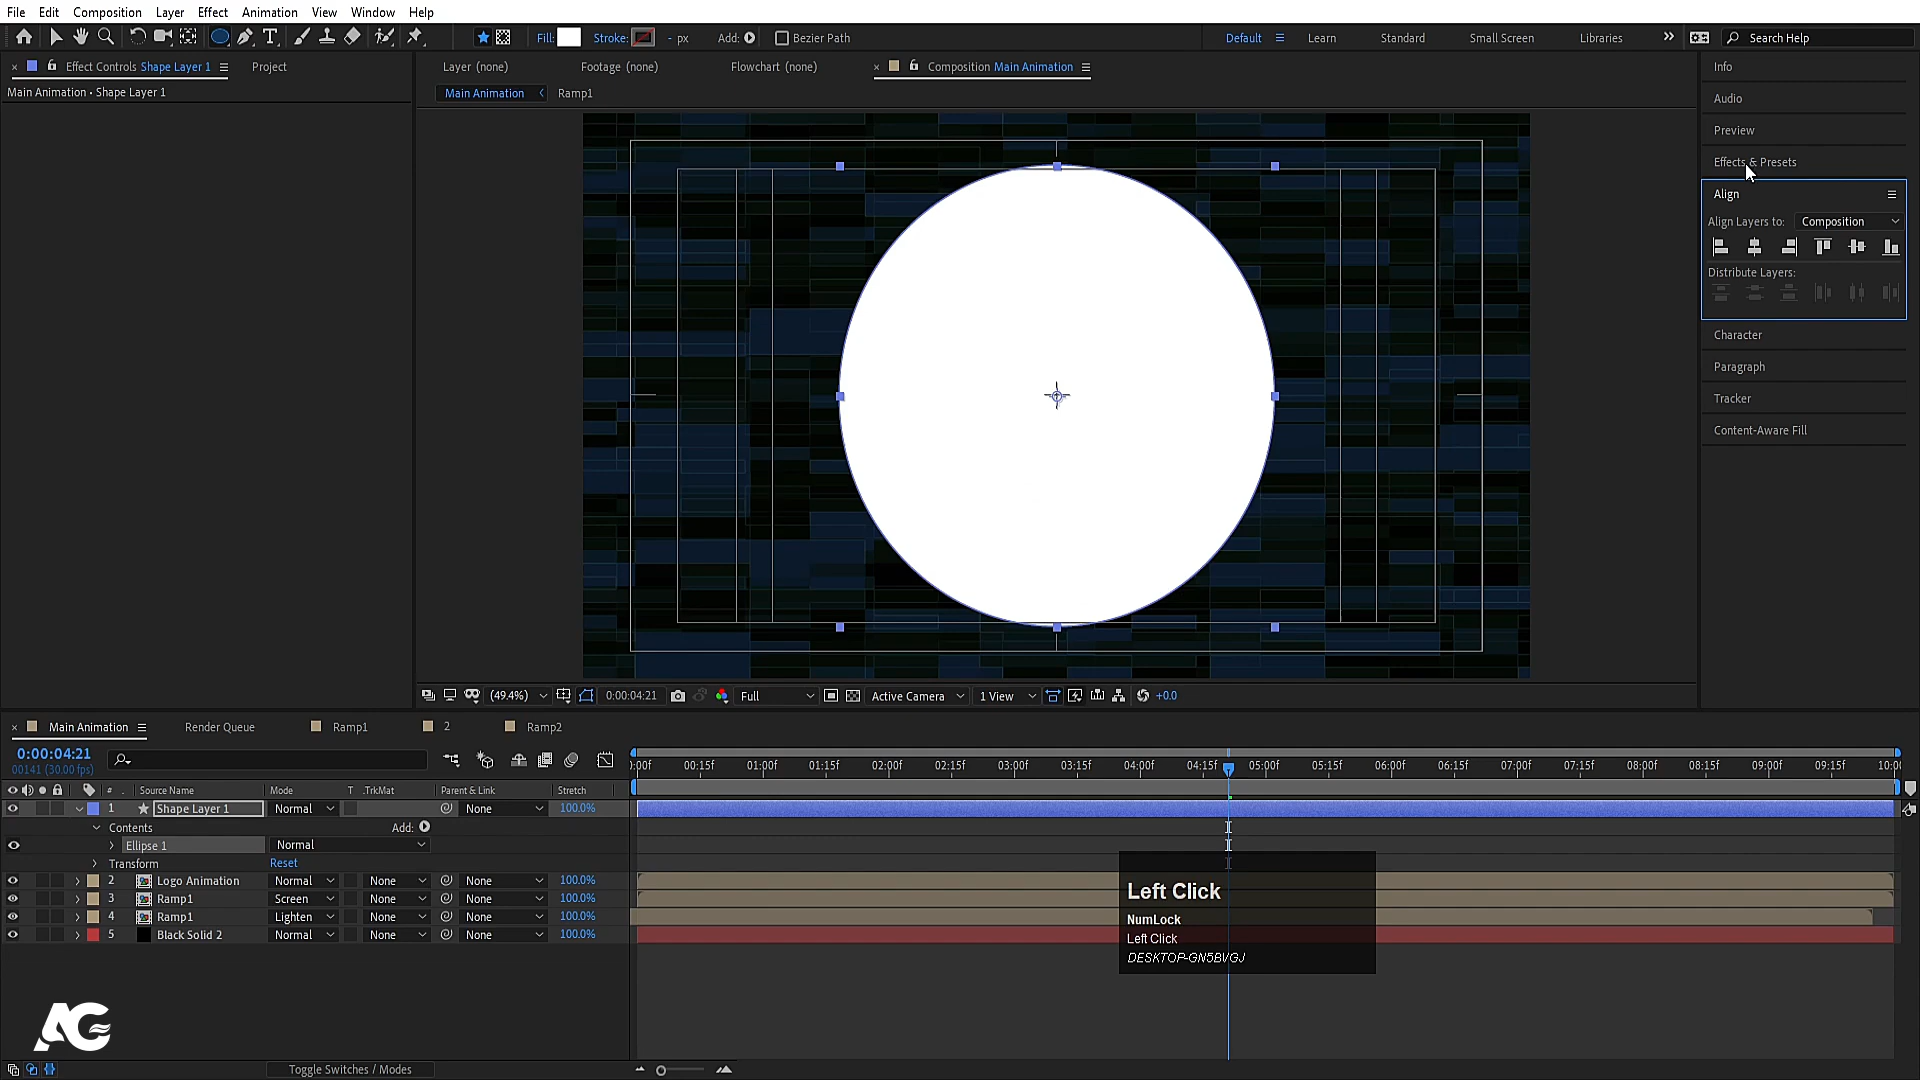 File Edit Composition Layer Effect Animation View Window Help
Fill: Stroke: - px Add: Bezier Path Default Learn Standard Small Screen Libraries Search Help
Effect Controls Shape Layer 1 Project
Layer (none) Footage (none) Flowchart (none) Composition Main Animation
Info
Main Animation • Shape Layer 1
Main Animation Ramp1
Audio
Preview
Effects & Presets
Align
Align Layers to: Composition
Distribute Layers:
Character
Paragraph
Tracker
Content-Aware Fill
(49.4%) 0:00:04:21 Full Active Camera 1 View +0.0
Main Animation Render Queue Ramp1 2 Ramp2
0:00:04:21
00141 (30.00 fps)
:00f 00:15f 01:00f 01:15f 02:00f 02:15f 03:00f 03:15f 04:00f 04:15f 05:00f 05:15f 06:00f 06:15f 07:00f 07:15f 08:00f 08:15f 09:00f 09:15f 10:0
# Source Name Mode T .TrkMat Parent & Link Stretch
1 Shape Layer 1 Normal None 100.0%
Contents Add:
Ellipse 1 Normal
Transform Reset
2 Logo Animation Normal None None 100.0%
3 Ramp1 Screen None None 100.0%
4 Ramp1 Lighten None None 100.0%
5 Black Solid 2 Normal None None 100.0%
Left Click
NumLock
Left Click
DESKTOP-GN5BVGJ
AG
Toggle Switches / Modes